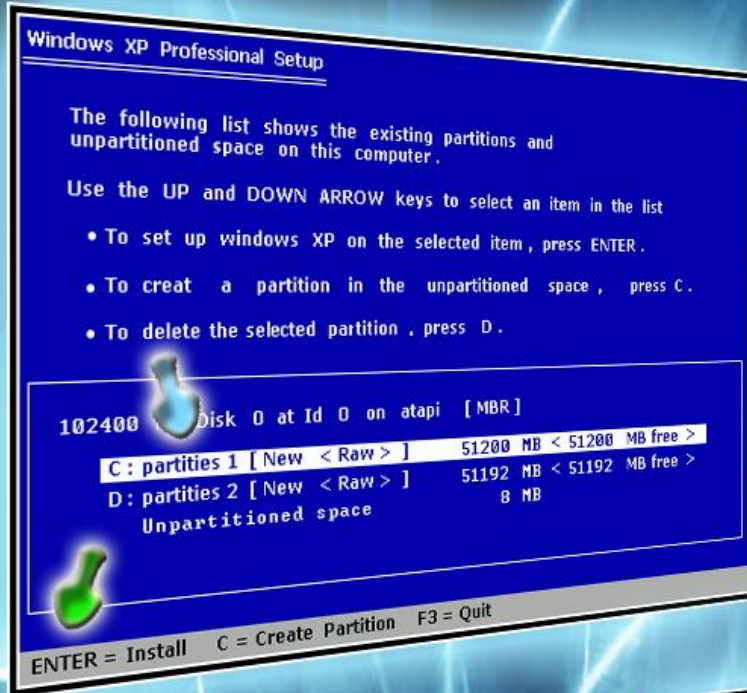 Windows XP Professional Setup
The following list shows the existing partitions and
unpartitioned space on this computer.
Use the UP and DOWN ARROW keys to select an item in the list
• To set up windows XP on the selected item, press ENTER.
• To creat a partition in the unpartitioned space, press C.
• To delete the selected partition, press D.
102400 Disk 0 at Id 0 on atapi [MBR]
C: partities 1 [New <Raw>] 51200 MB < 51200 MB free >
D: partities 2 [New <Raw>] 51192 MB < 51192 MB free >
Unpartitioned space 8 MB
ENTER = Install C = Create Partition F3 = Quit